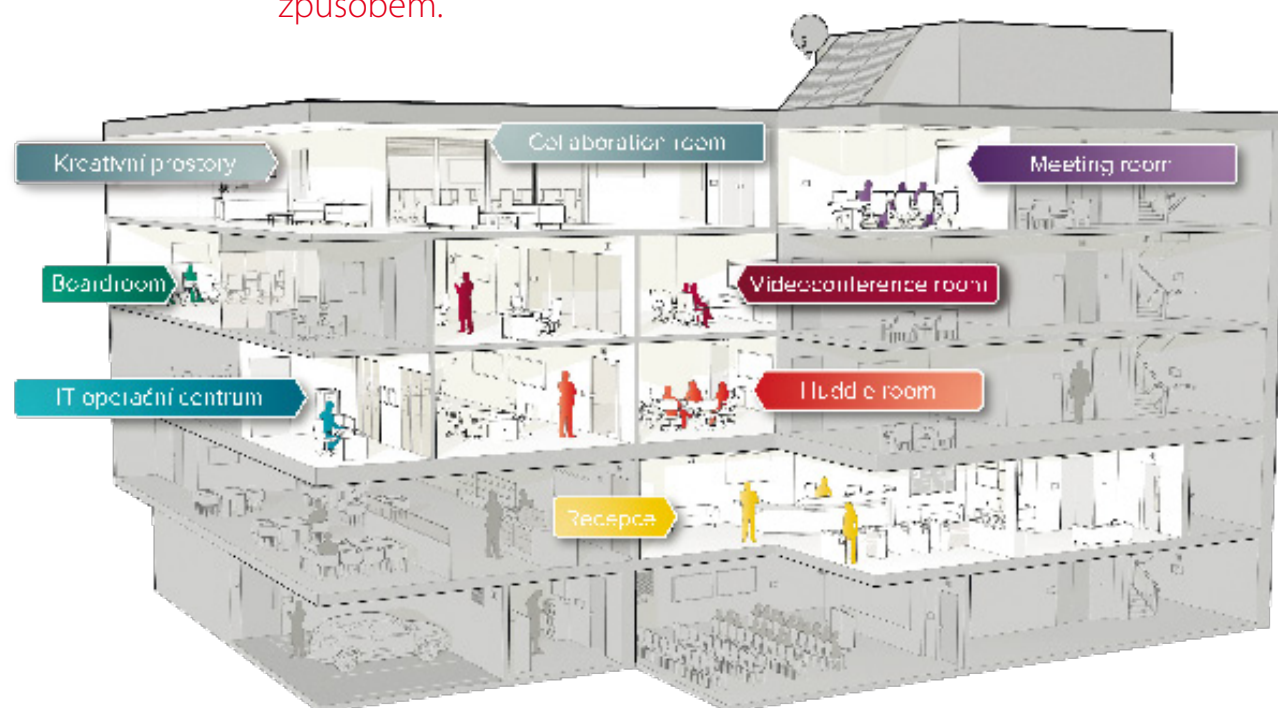 způsobem.
Collaboration room
Kreativní prostory
Meeting room
Boardroom
Videoconference room
IT operační centrum
Huddle room
Recepce